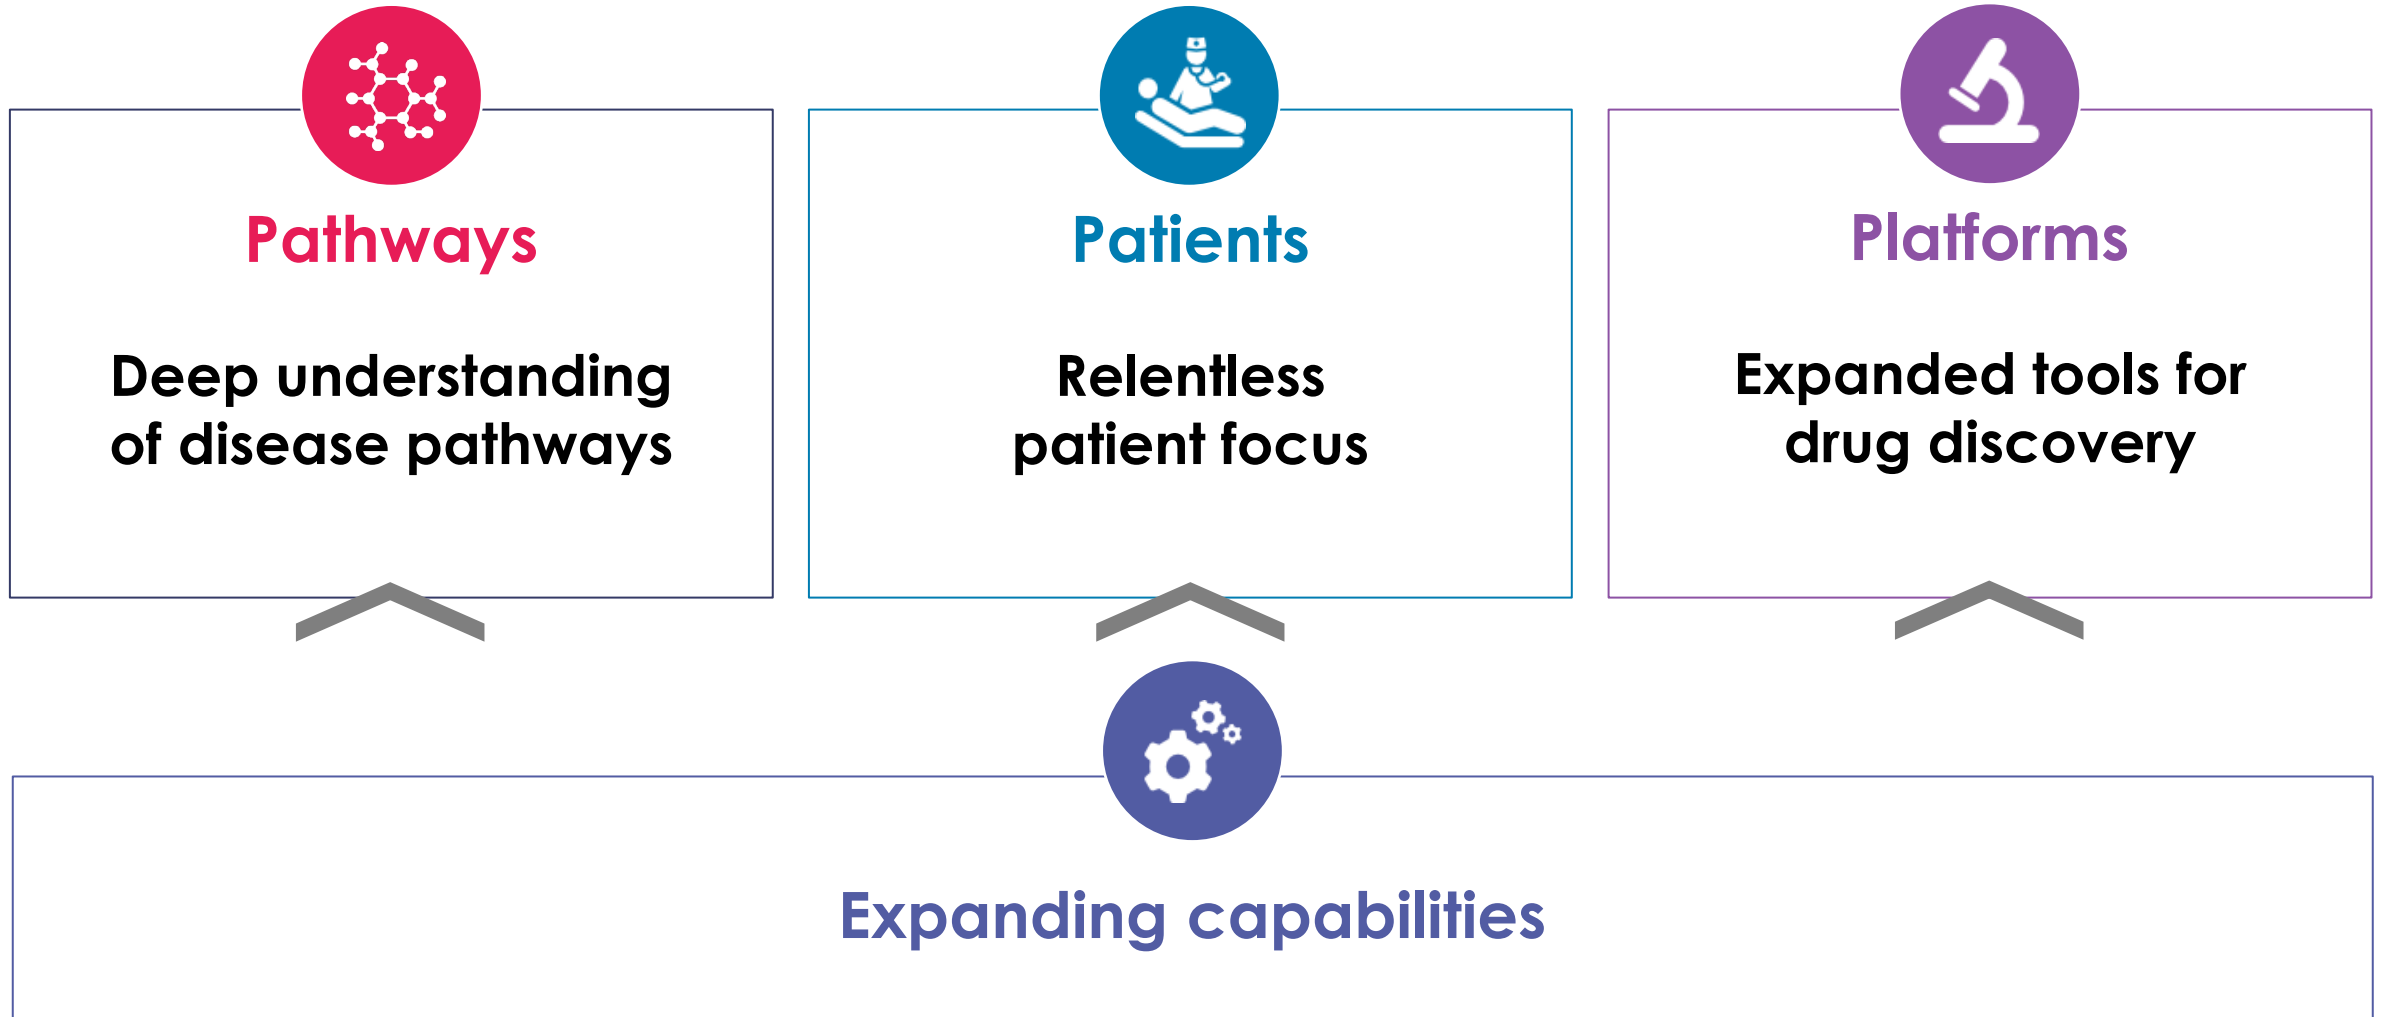 Pathways
Deep understanding
of disease pathways
Patients
Relentless
patient focus
Platforms
Expanded tools for
drug discovery
Expanding capabilities